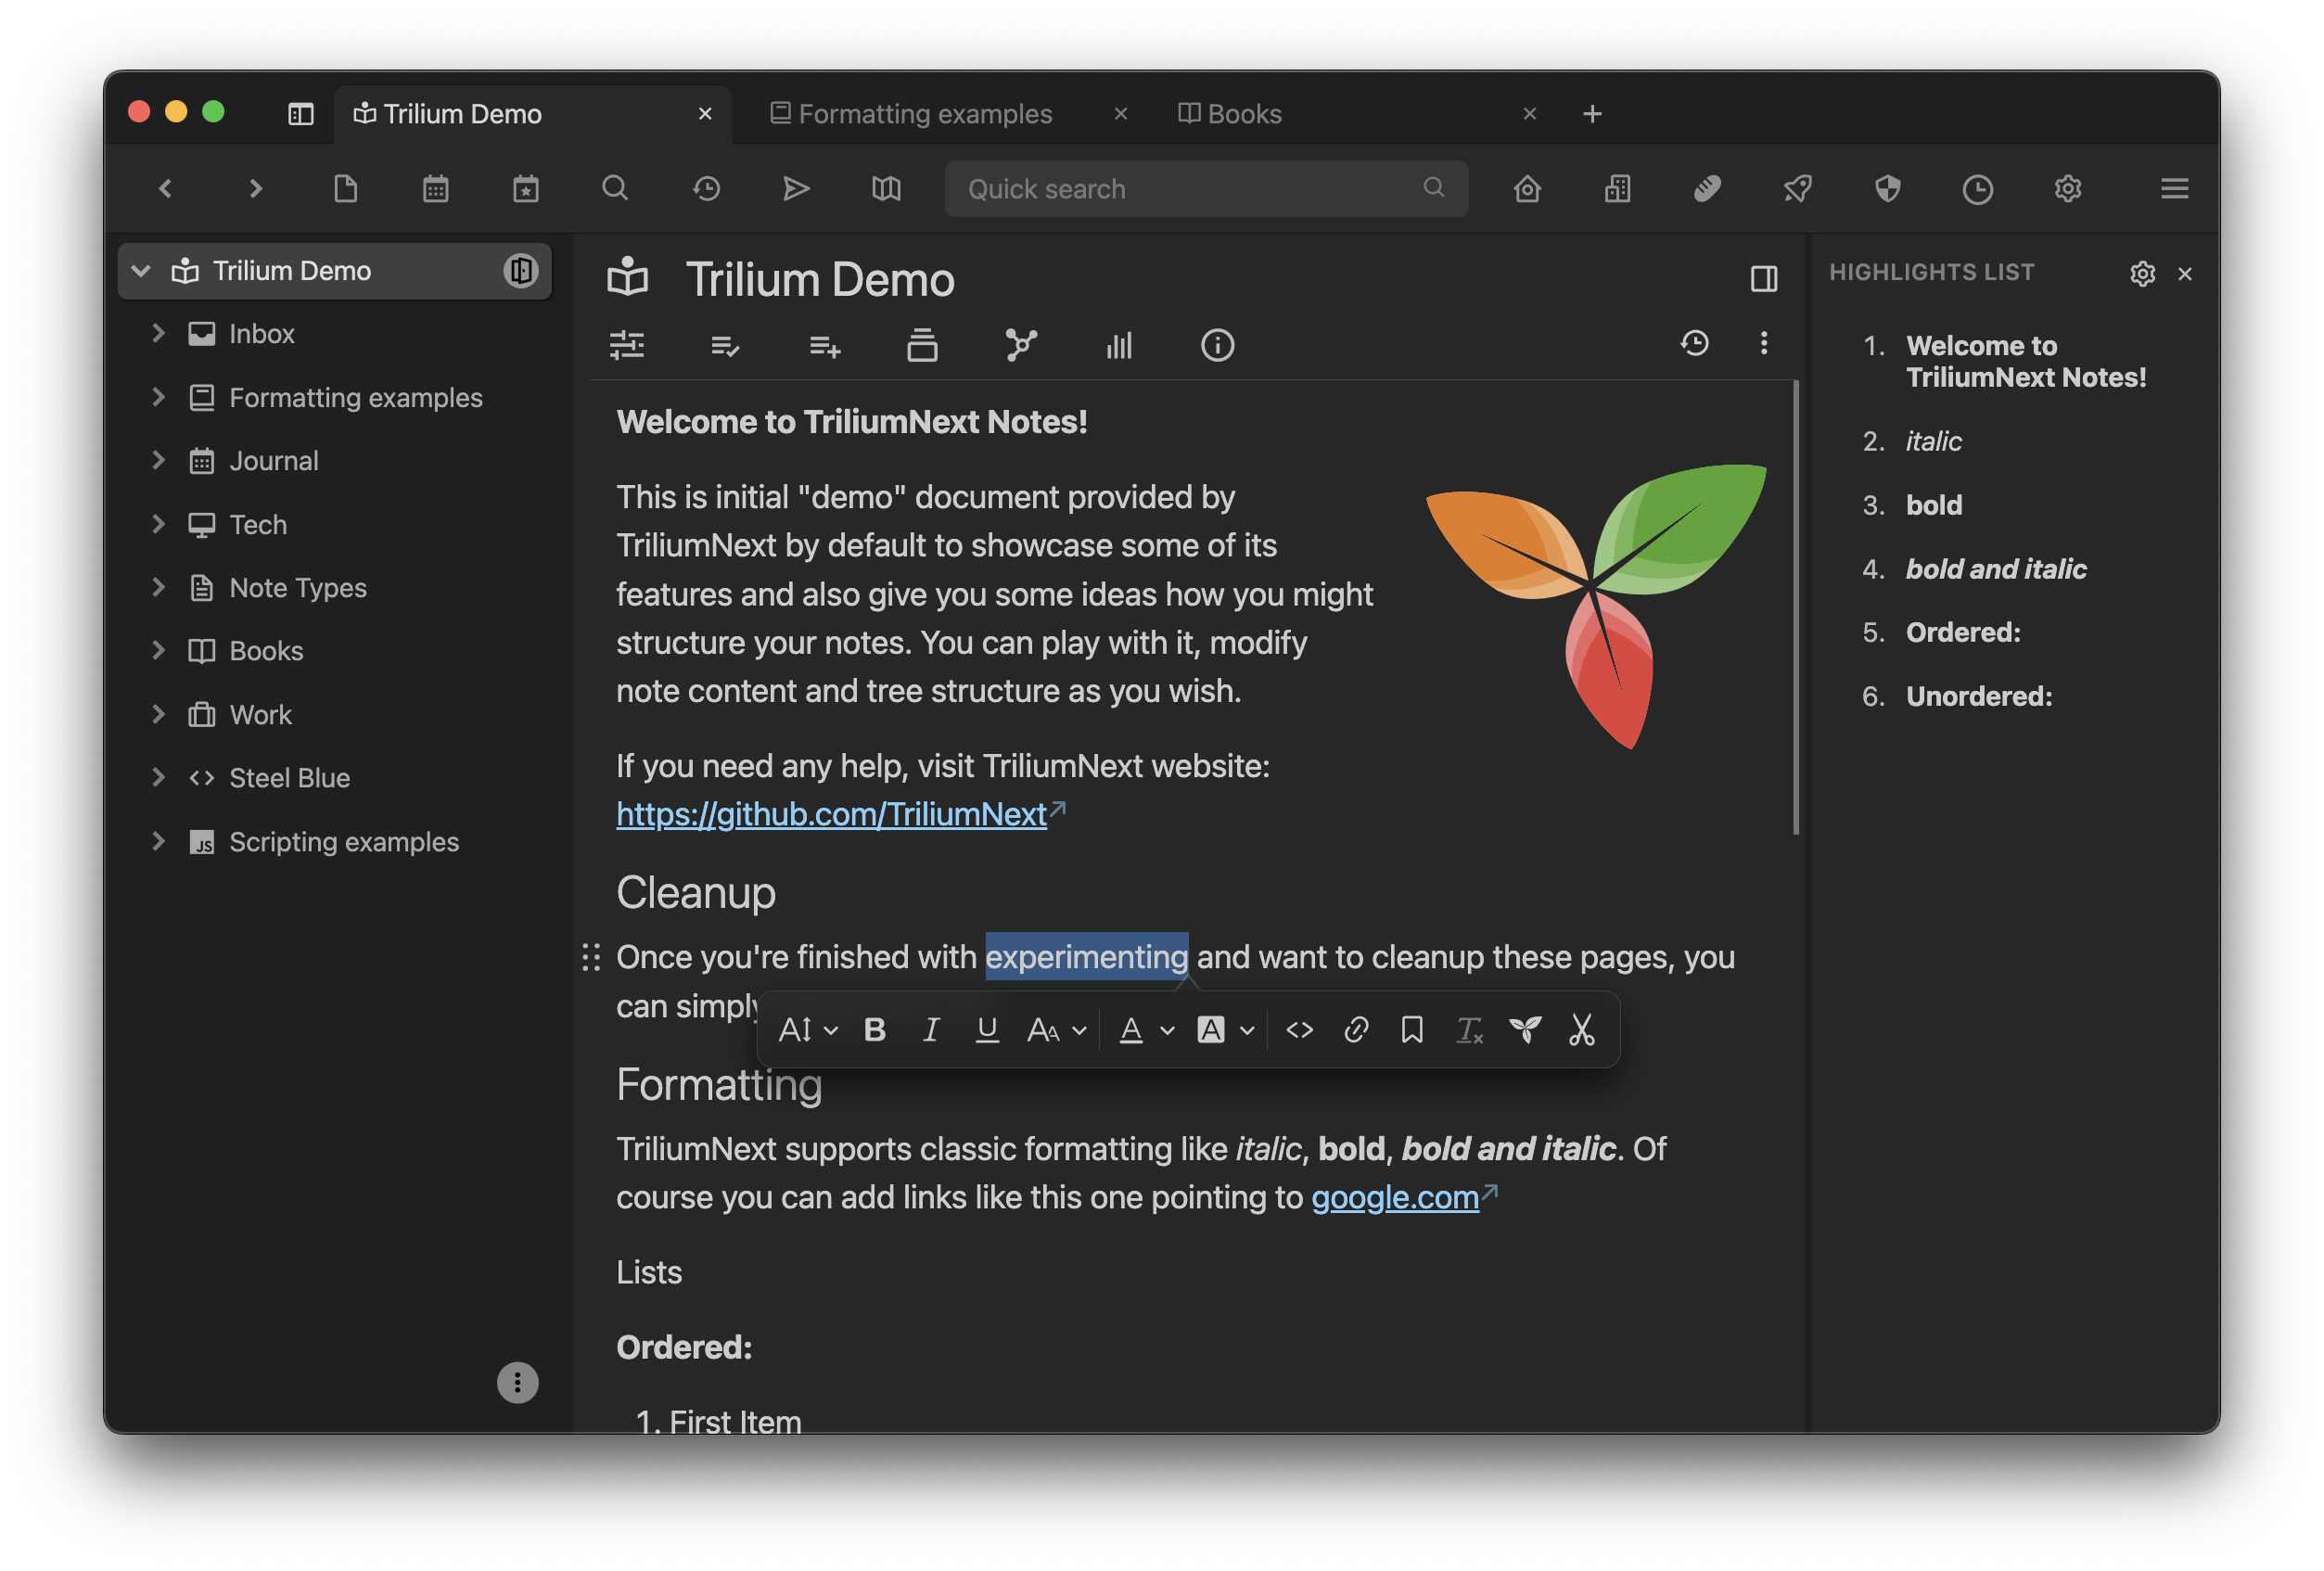 Trilium Demo
Formatting examples
Books
Quick search
Trilium Demo
Inbox
Formatting examples
Journal
Tech
Note Types
Books
Work
Steel Blue
JS
Scripting examples
Trilium Demo
Welcome to TriliumNext Notes!
This is initial "demo" document provided by
TriliumNext by default to showcase some of its
features and also give you some ideas how you might
structure your notes. You can play with it, modify
note content and tree structure as you wish.
If you need any help, visit TriliumNext website:
https://github.com/TriliumNext
Cleanup
Once you're finished with experimenting and want to cleanup these pages, you
can simply
Formatting
TriliumNext supports classic formatting like italic, bold, bold and italic. Of
course you can add links like this one pointing to google.com
Lists
Ordered:
1. First Item
HIGHLIGHTS LIST
1. Welcome to
TriliumNext Notes!
2. italic
3. bold
4. bold and italic
5. Ordered:
6. Unordered: